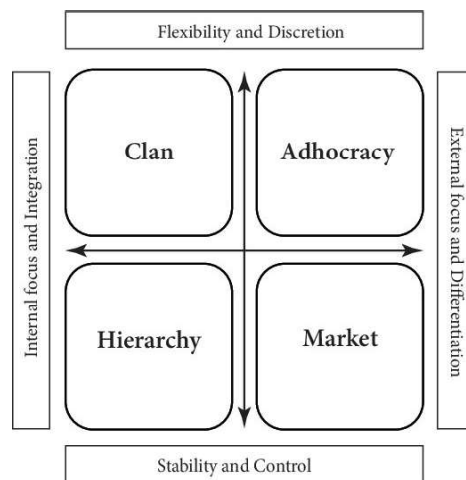 Flexibility and Discretion
Internal focus and Integration
Clan
Adhocracy
External focus and Differentiation
Hierarchy
Market
Stability and Control